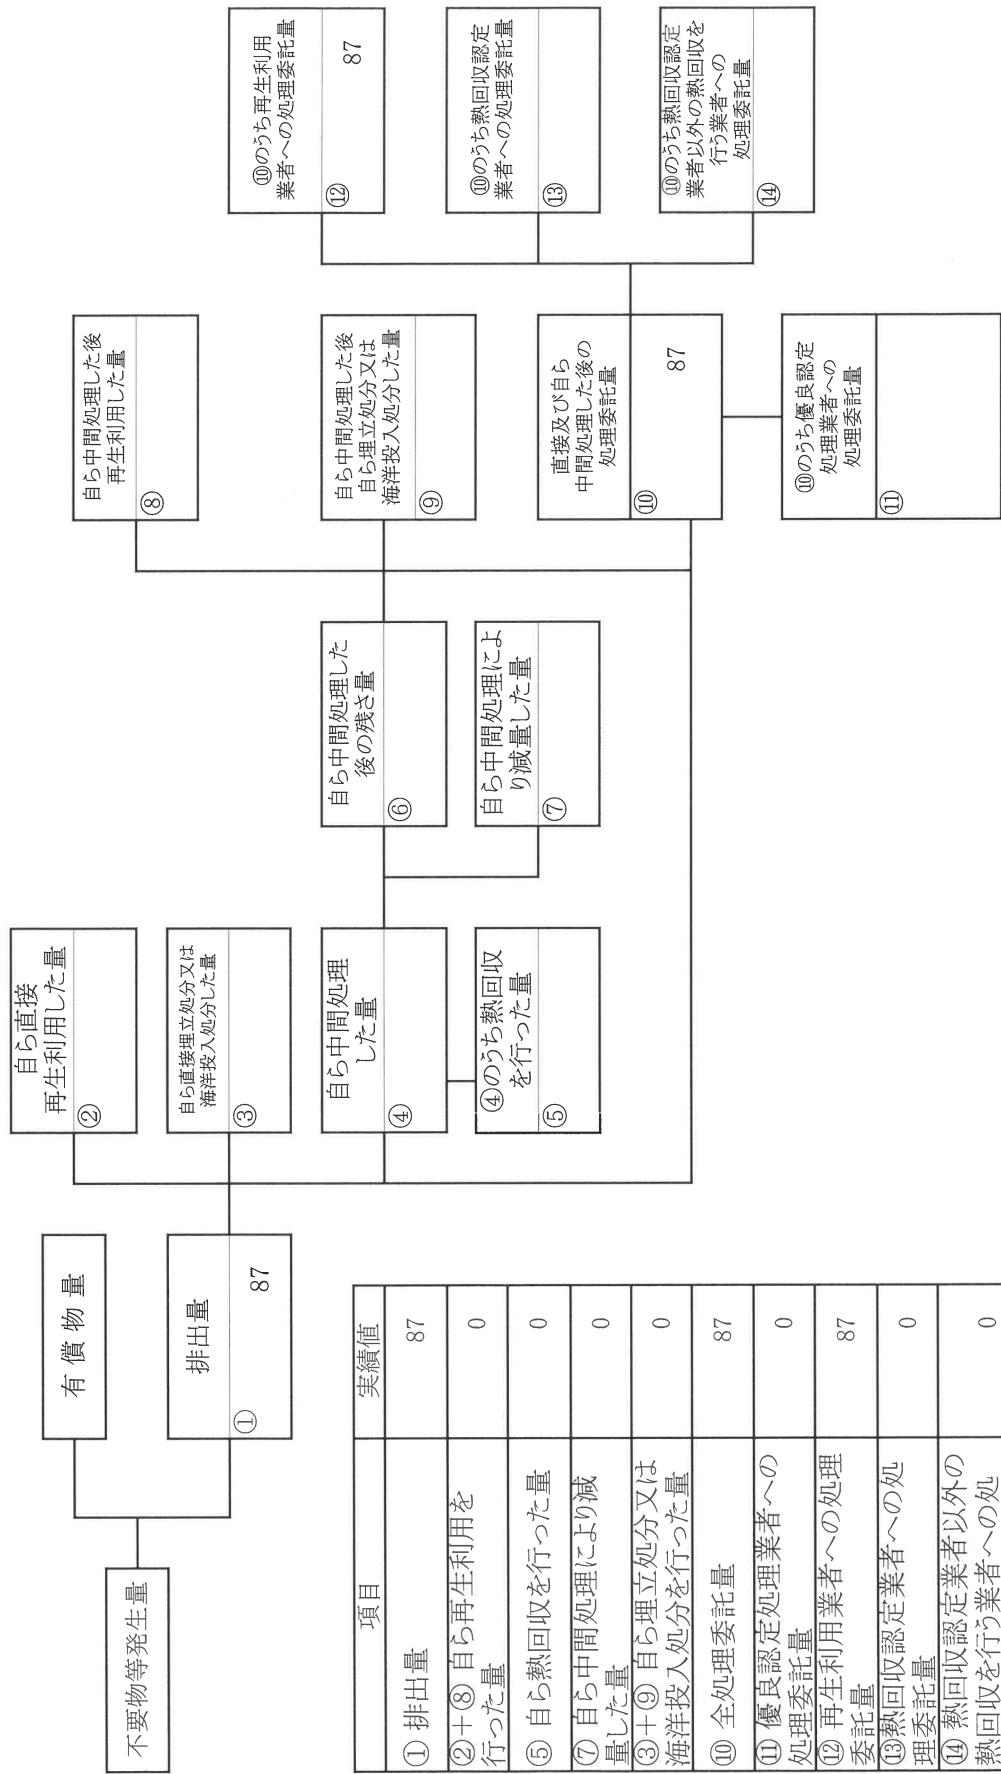 不要物等発生量
有償物量
排出量
①
87
自ら直接
再生利用した量
②
自ら直接埋立処分又は
海洋投入処分した量
③
自ら中間処理
した量
④
④のうち熱回収
を行った量
⑤
自ら中間処理した
後の残さ量
⑥
自ら中間処理によ
り減量した量
⑦
自ら中間処理した後
再生利用した量
⑧
自ら中間処理した後
自ら埋立処分又は
海洋投入処分した量
⑨
直接及び自ら
中間処理した後の
処理委託量
⑩
87
⑩のうち優良認定
処理業者への
処理委託量
⑪
⑩のうち再生利用
業者への処理委託量
⑫
87
⑩のうち熱回収認定
業者への処理委託量
⑬
⑩のうち熱回収認定
業者以外の熱回収を
行う業者への
処理委託量
⑭
項目 実績値
① 排出量 87
②+⑧ 自ら再生利用を
行った量 0
⑤ 自ら熱回収を行った量 0
⑦ 自ら中間処理により減
量した量 0
③+⑨ 自ら埋立処分又は
海洋投入処分を行った量 0
⑩ 全処理委託量 87
⑪ 優良認定処理業者への
処理委託量 0
⑫ 再生利用業者への処理
委託量 87
⑬熱回収認定業者への処
理委託量 0
⑭ 熱回収認定業者以外の
熱回収を行う業者への処 0